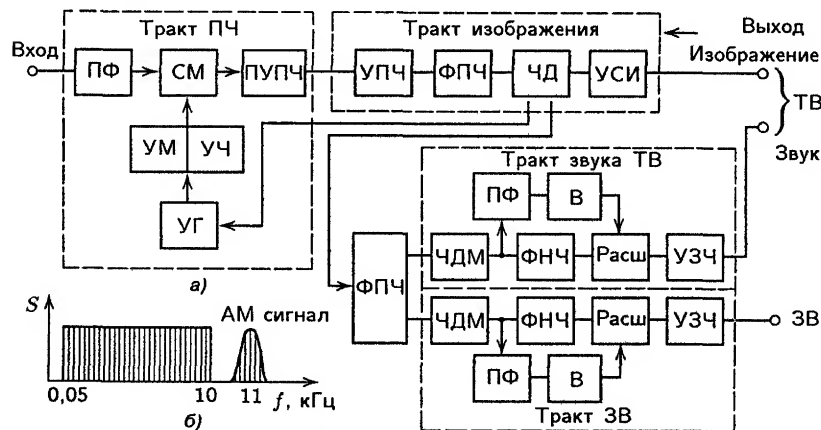 Тракт ПЧ
Тракт изображения
Выход
Вход
Изображение
ПФ
СМ
ПУПЧ
УПЧ
ФПЧ
ЧД
УСИ
ТВ
Звук
УМ
УЧ
УГ
а)
Тракт звука ТВ
ПФ
В
ФПЧ
ЧДМ
ФНЧ
Расш
УЗЧ
ЧДМ
ФНЧ
Расш
УЗЧ
ЗВ
ПФ
В
Тракт ЗВ
S
АМ сигнал
0,05
10
11
f, кГц
б)